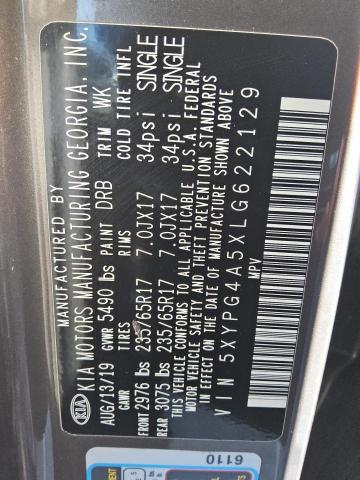 MANUFACTURED BY
KIA KIA MOTORS MANUFACTURING GEORGIA, INC.
AUG/13/19 GVWR 5490 lbs PAINT DRB TRIM WK
GAWR TIRES RIMS COLD TIRE INFL
FRONT 2976 lbs 235/65R17 7.0JX17 34psi SINGLE
REAR 3075 lbs 235/65R17 7.0JX17 34psi SINGLE
THIS VEHICLE CONFORMS TO ALL APPLICABLE U.S.A. FEDERAL
MOTOR VEHICLE SAFETY AND THEFT PREVENTION STANDARDS
IN EFFECT ON THE DATE OF MANUFACTURE SHOWN ABOVE
VIN 5XYPG4A5XLG622129
MPV
6110